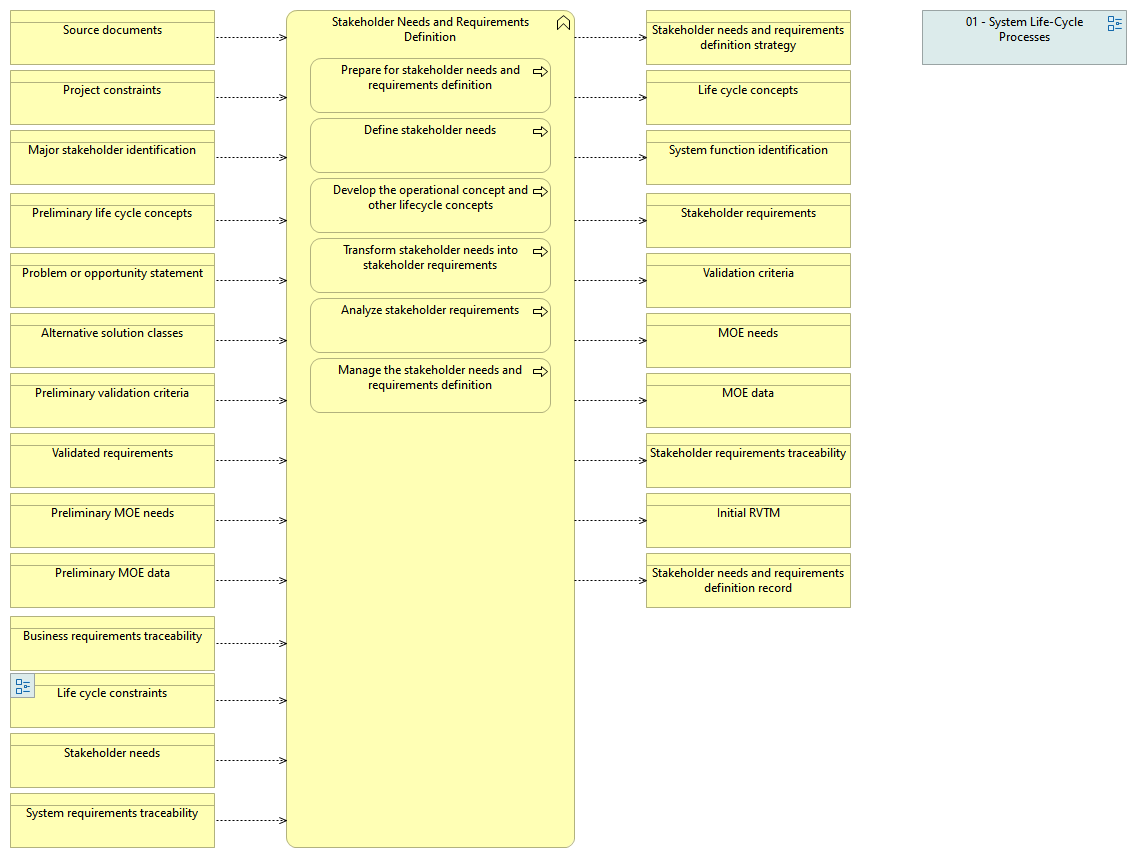 Source documents
Project constraints
Major stakeholder identification
Preliminary life cycle concepts
Problem or opportunity statement
Alternative solution classes
Preliminary validation criteria
Validated requirements
Preliminary MOE needs
Preliminary MOE data
Business requirements traceability
Life cycle constraints
Stakeholder needs
System requirements traceability
Stakeholder Needs and Requirements
Definition
Prepare for stakeholder needs and
requirements definition
Define stakeholder needs
Develop the operational concept and
other lifecycle concepts
Transform stakeholder needs into
stakeholder requirements
Analyze stakeholder requirements
Manage the stakeholder needs and
requirements definition
Stakeholder needs and requirements
definition strategy
Life cycle concepts
System function identification
Stakeholder requirements
Validation criteria
MOE needs
MOE data
Stakeholder requirements traceability
Initial RVTM
Stakeholder needs and requirements
definition record
01 - System Life-Cycle
Processes